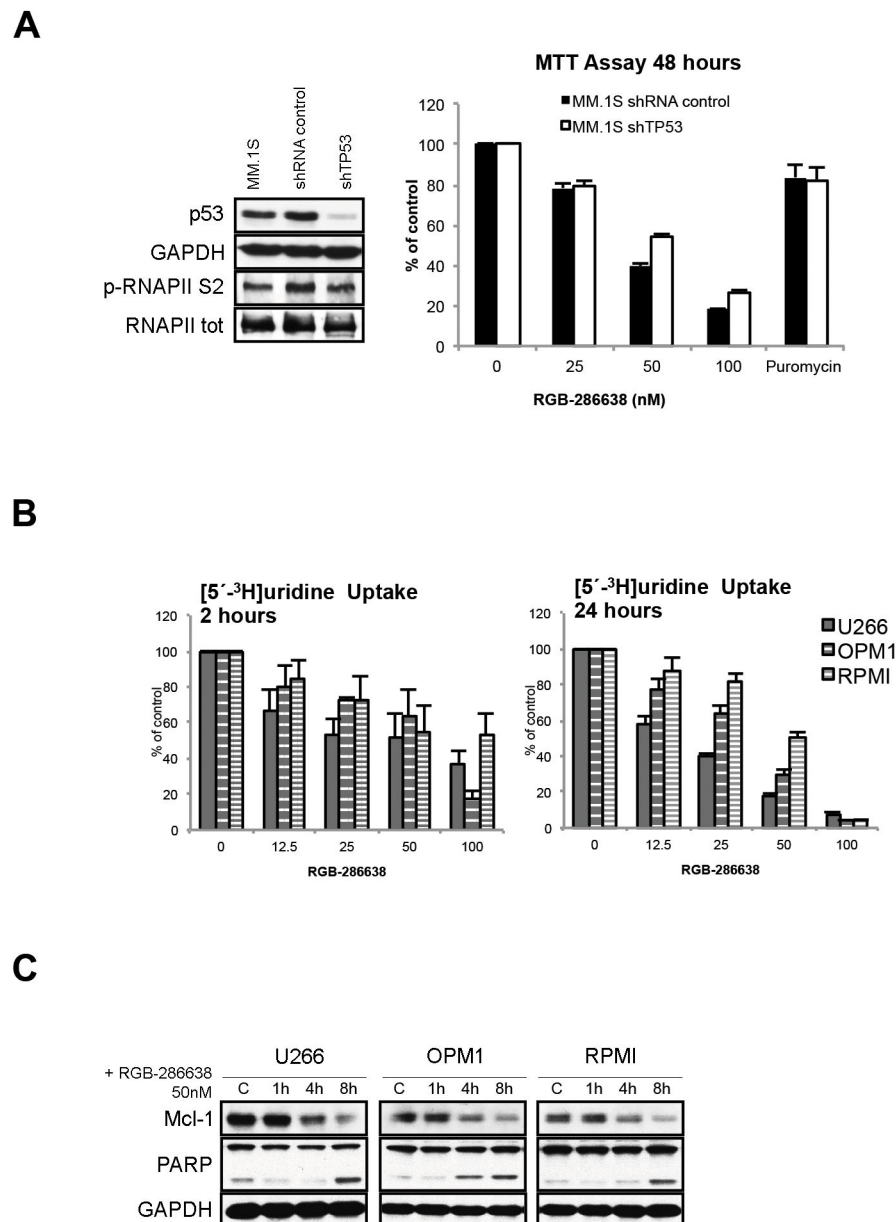 A
MM.1S
shRNA control
shTP53
p53
GAPDH
p-RNAPII S2
RNAPII tot
MTT Assay 48 hours
MM.1S shRNA control
MM.1S shTP53
% of control
120
100
80
60
40
20
0
0 25 50 100 Puromycin
RGB-286638 (nM)
B
[5´-³H]uridine Uptake
2 hours
% of control
120
100
80
60
40
20
0
0 12.5 25 50 100
RGB-286638
[5´-³H]uridine Uptake
24 hours
% of control
120
100
80
60
40
20
0
0 12.5 25 50 100
RGB-286638
U266
OPM1
RPMI
C
U266 OPM1 RPMI
+ RGB-286638
50nM
C 1h 4h 8h C 1h 4h 8h C 1h 4h 8h
Mcl-1
PARP
GAPDH